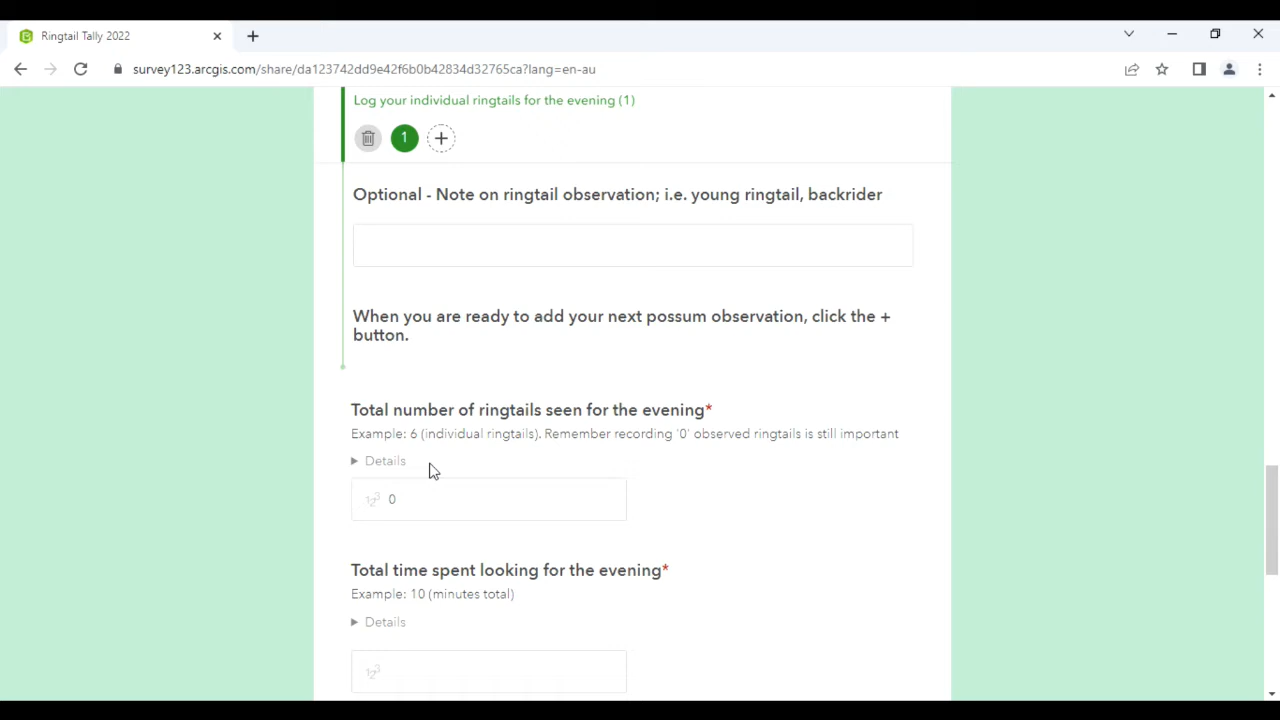 Ringtail Tally 2022
survey123.arcgis.com/share/da123742dd9e42f6b0b42834d32765ca?lang=en-au
Log your individual ringtails for the evening (1)
1
Optional - Note on ringtail observation; i.e. young ringtail, backrider
When you are ready to add your next possum observation, click the +
button.
Total number of ringtails seen for the evening*
Example: 6 (individual ringtails). Remember recording '0' observed ringtails is still important
Details
123 0
Total time spent looking for the evening*
Example: 10 (minutes total)
Details
123